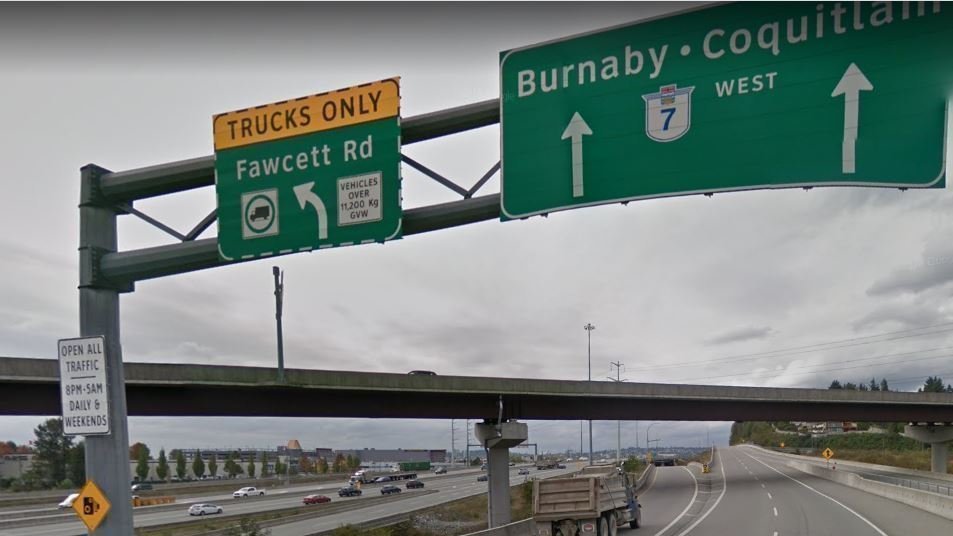 Burnaby • Coquitlam
7 WEST
TRUCKS ONLY
Fawcett Rd
VEHICLES
OVER
11,200 Kg
GVW
OPEN ALL
TRAFFIC
8PM-5AM
DAILY &
WEEKENDS